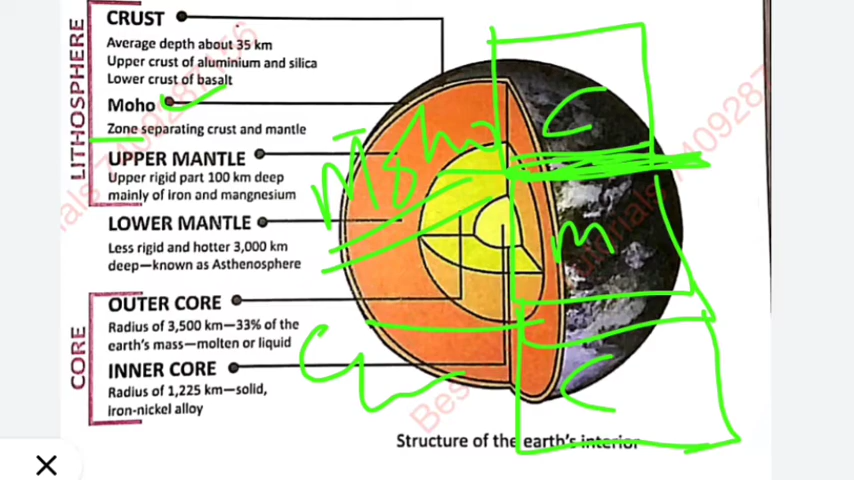 LITHOSPHERE
CRUST
Average depth about 35 km
Upper crust of aluminium and silica
Lower crust of basalt
Moho
Zone separating crust and mantle
UPPER MANTLE
Upper rigid part 100 km deep
mainly of iron and mangnesium
LOWER MANTLE
Less rigid and hotter 3,000 km
deep—known as Asthenosphere
CORE
OUTER CORE
Radius of 3,500 km—33% of the
earth's mass—molten or liquid
INNER CORE
Radius of 1,225 km—solid,
iron-nickel alloy
Moho
C
m
C
Structure of the earth's interior